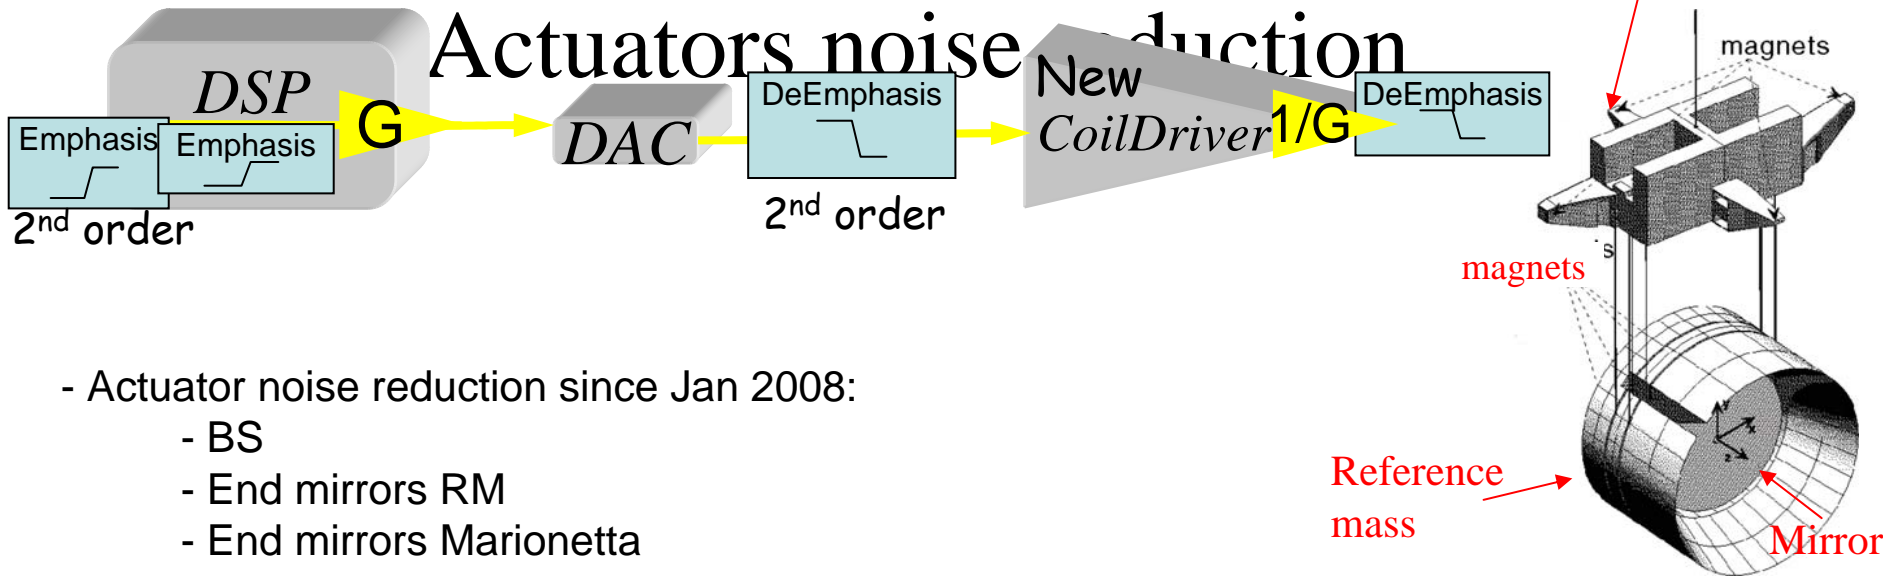 Actuators noise reduction
DSP
G
Emphasis
Emphasis
2nd order
DAC
DeEmphasis
2nd order
New
CoilDriver
1/G
DeEmphasis
magnets
s
magnets
- Actuator noise reduction since Jan 2008:
- BS
- End mirrors RM
- End mirrors Marionetta
Reference
mass
Mirror
y
x
z